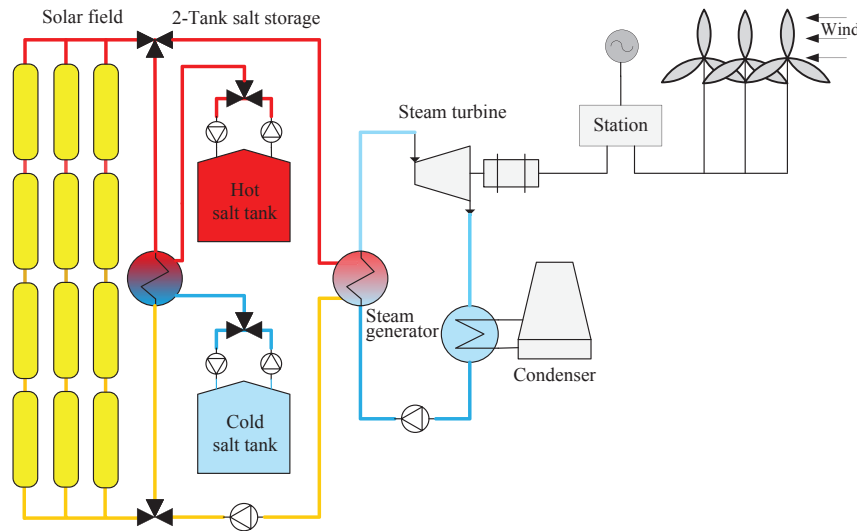 Solar field
2-Tank salt storage
Wind
Steam turbine
Station
Hot
salt tank
Steam
generator
Condenser
Cold
salt tank